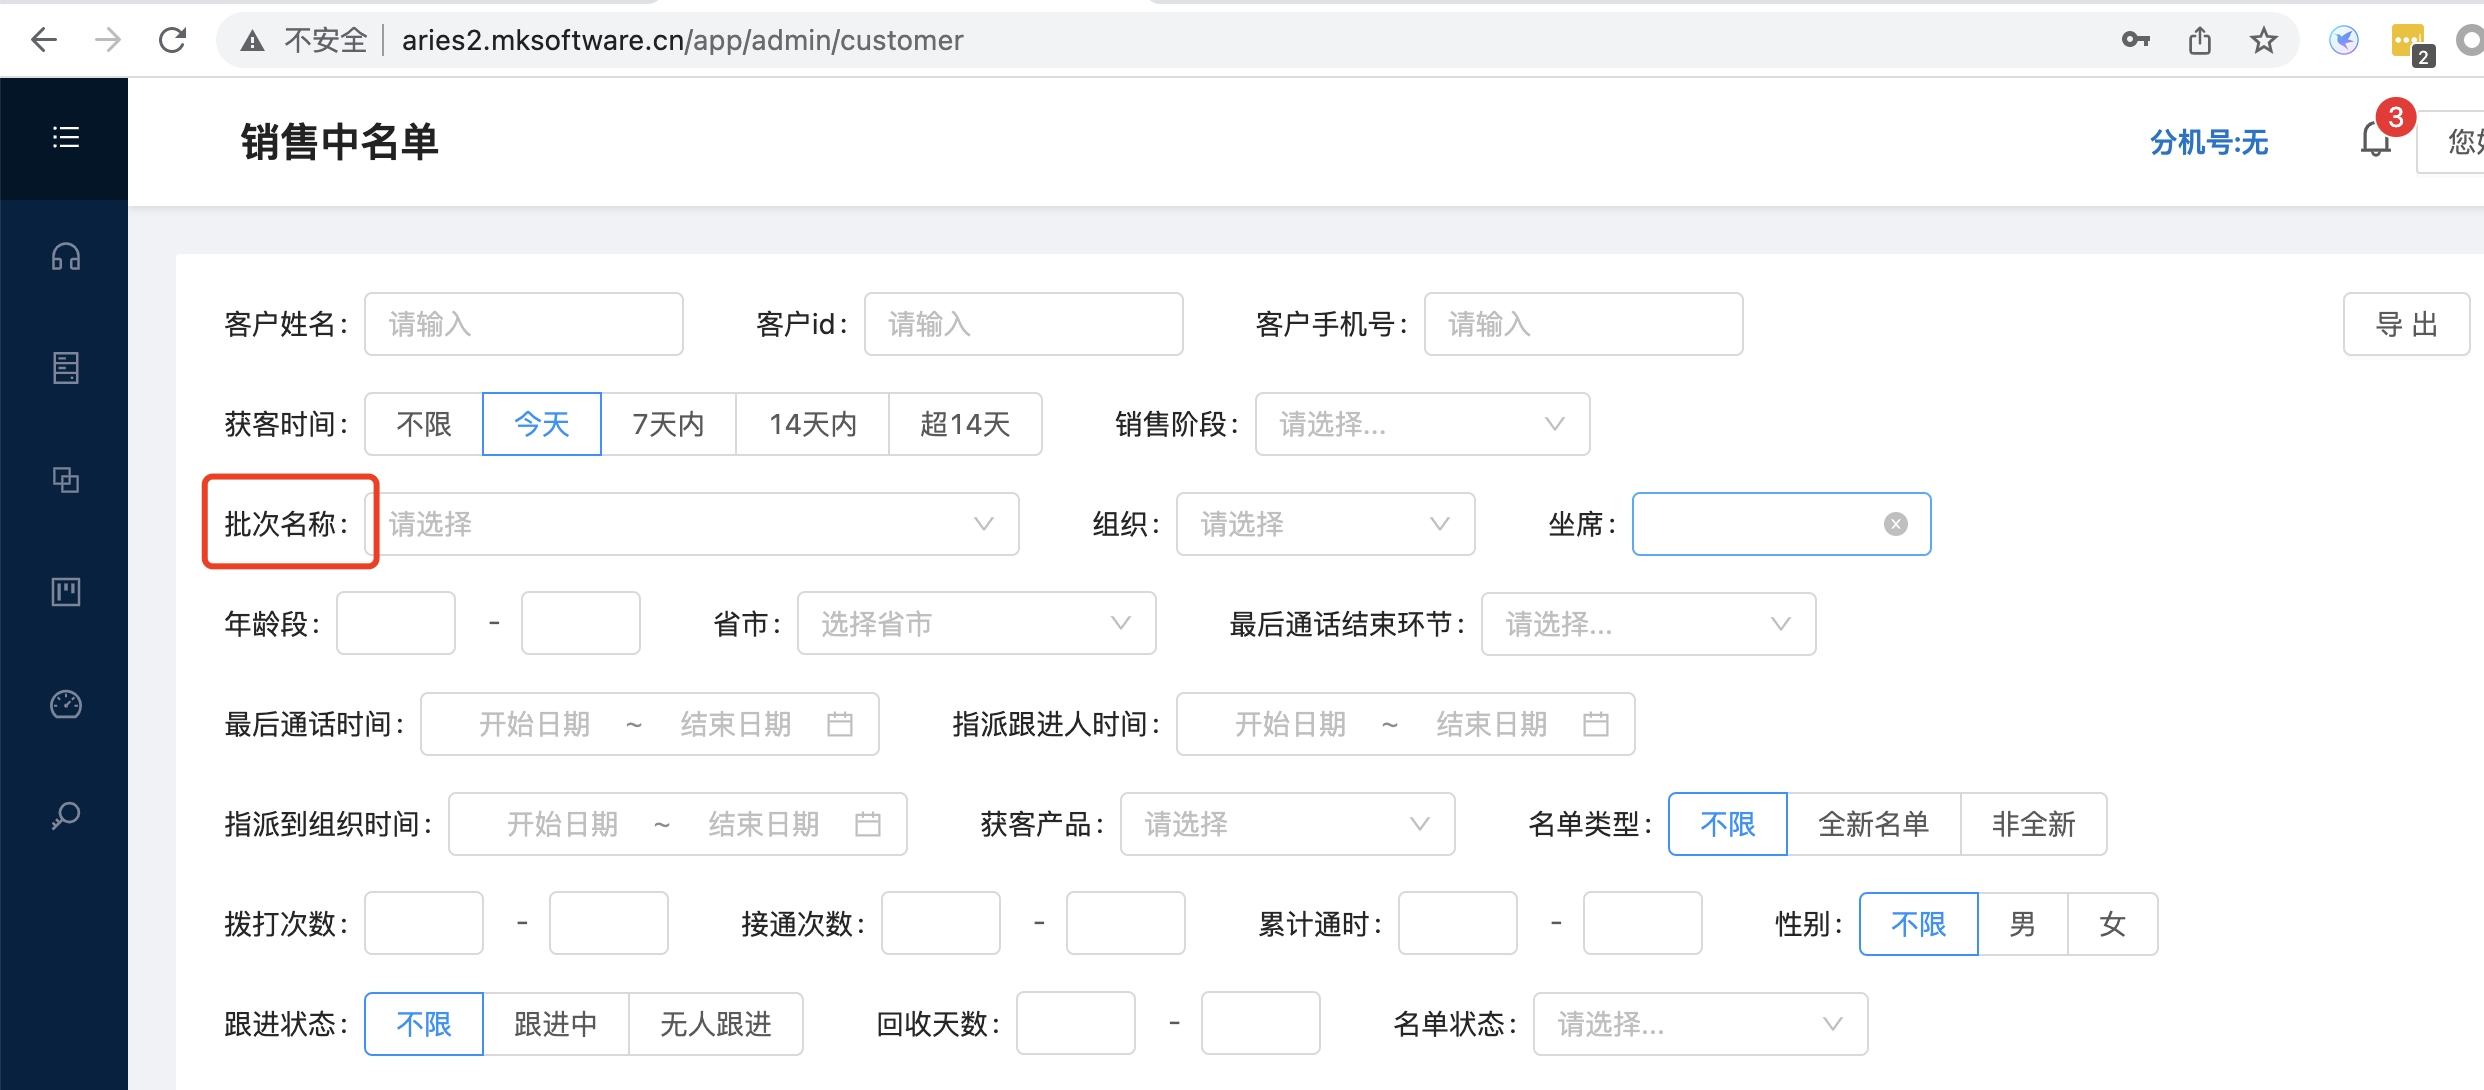 不安全 aries2.mksoftware.cn/app/admin/customer 2
销售中名单 分机号:无 3
客户姓名: 请输入 客户id: 请输入 客户手机号: 请输入 导 出
获客时间: 不限 今天 7天内 14天内 超14天 销售阶段: 请选择...
批次名称: 请选择 组织: 请选择 坐席:
年龄段: - 省市: 选择省市 最后通话结束环节: 请选择...
最后通话时间: 开始日期 ~ 结束日期 指派跟进人时间: 开始日期 ~ 结束日期
指派到组织时间: 开始日期 ~ 结束日期 获客产品: 请选择 名单类型: 不限 全新名单 非全新
拨打次数: - 接通次数: - 累计通时: - 性别: 不限 男 女
跟进状态: 不限 跟进中 无人跟进 回收天数: - 名单状态: 请选择...